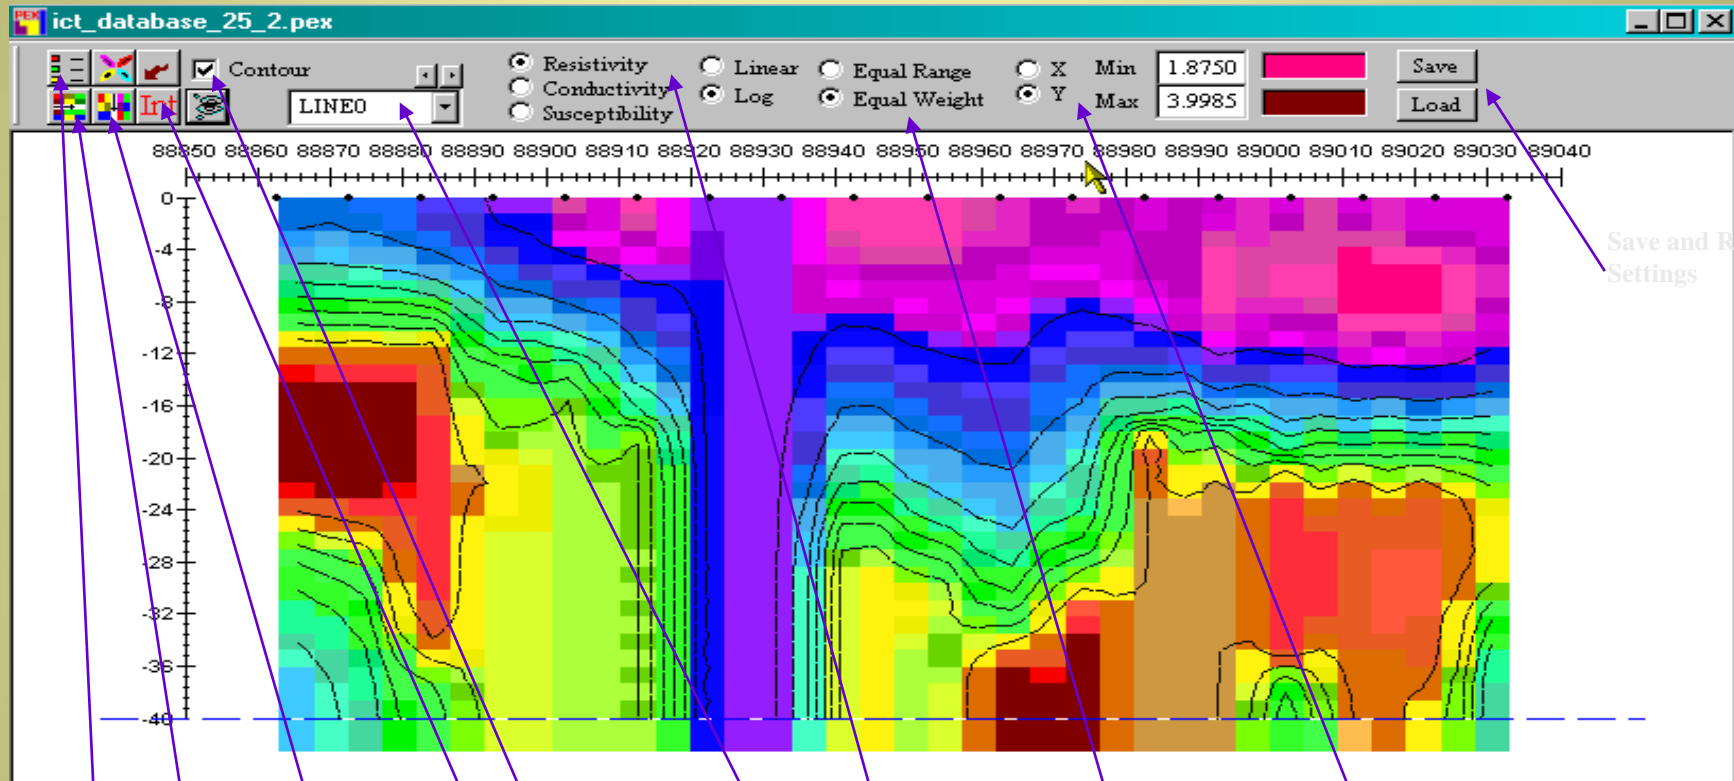 PEX ict_database_25_2.pex
Contour
Int
LINE0
Resistivity
Conductivity
Susceptibility
Linear
Log
Equal Range
Equal Weight
X
Y
Min 1.8750
Max 3.9985
Save
Load
88850 88860 88870 88880 88890 88900 88910 88920 88930 88940 88950 88960 88970 88980 88990 89000 89010 89020 89030 89040
0
-4
-8
-12
-16
-20
-24
-28
-32
-36
-40
Save and R
Settings